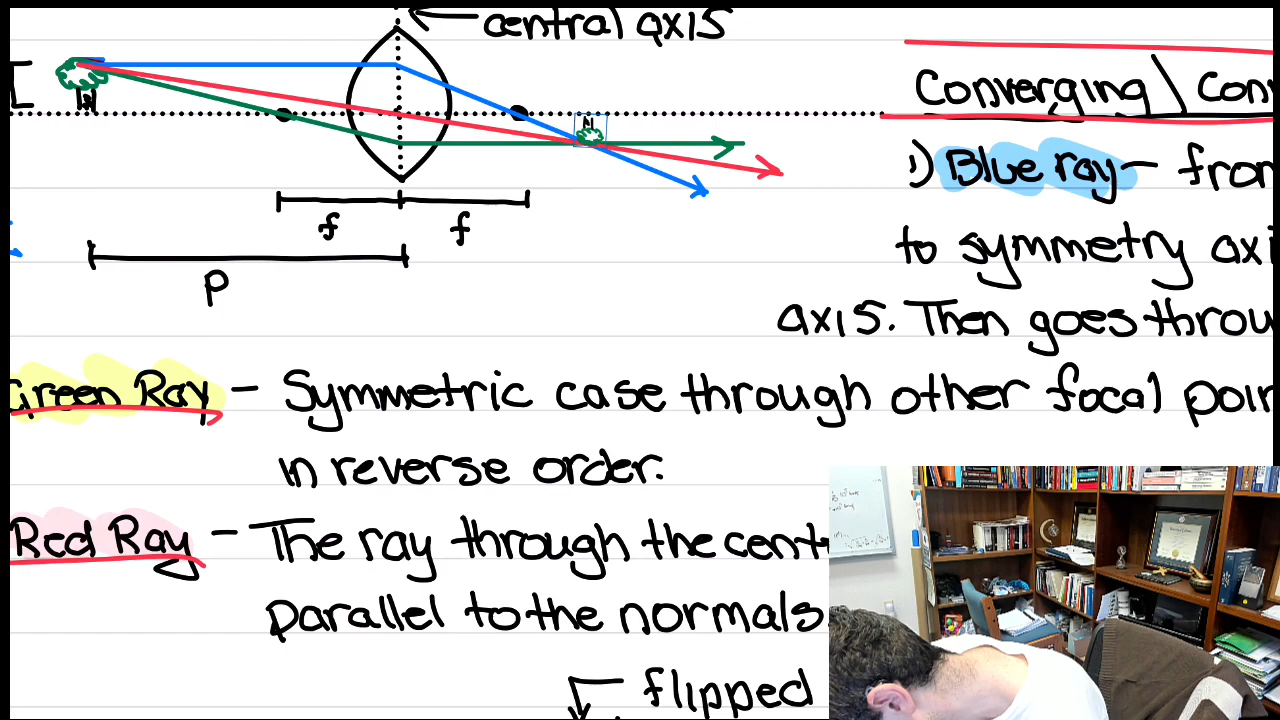 central axis
Converging / Con
1) Blue ray - from
f f
to symmetry axi
p
axis. Then goes throu
Green Ray - Symmetric case through other focal poin
in reverse order.
Red Ray - The ray through the cent
parallel to the normals.
flipped